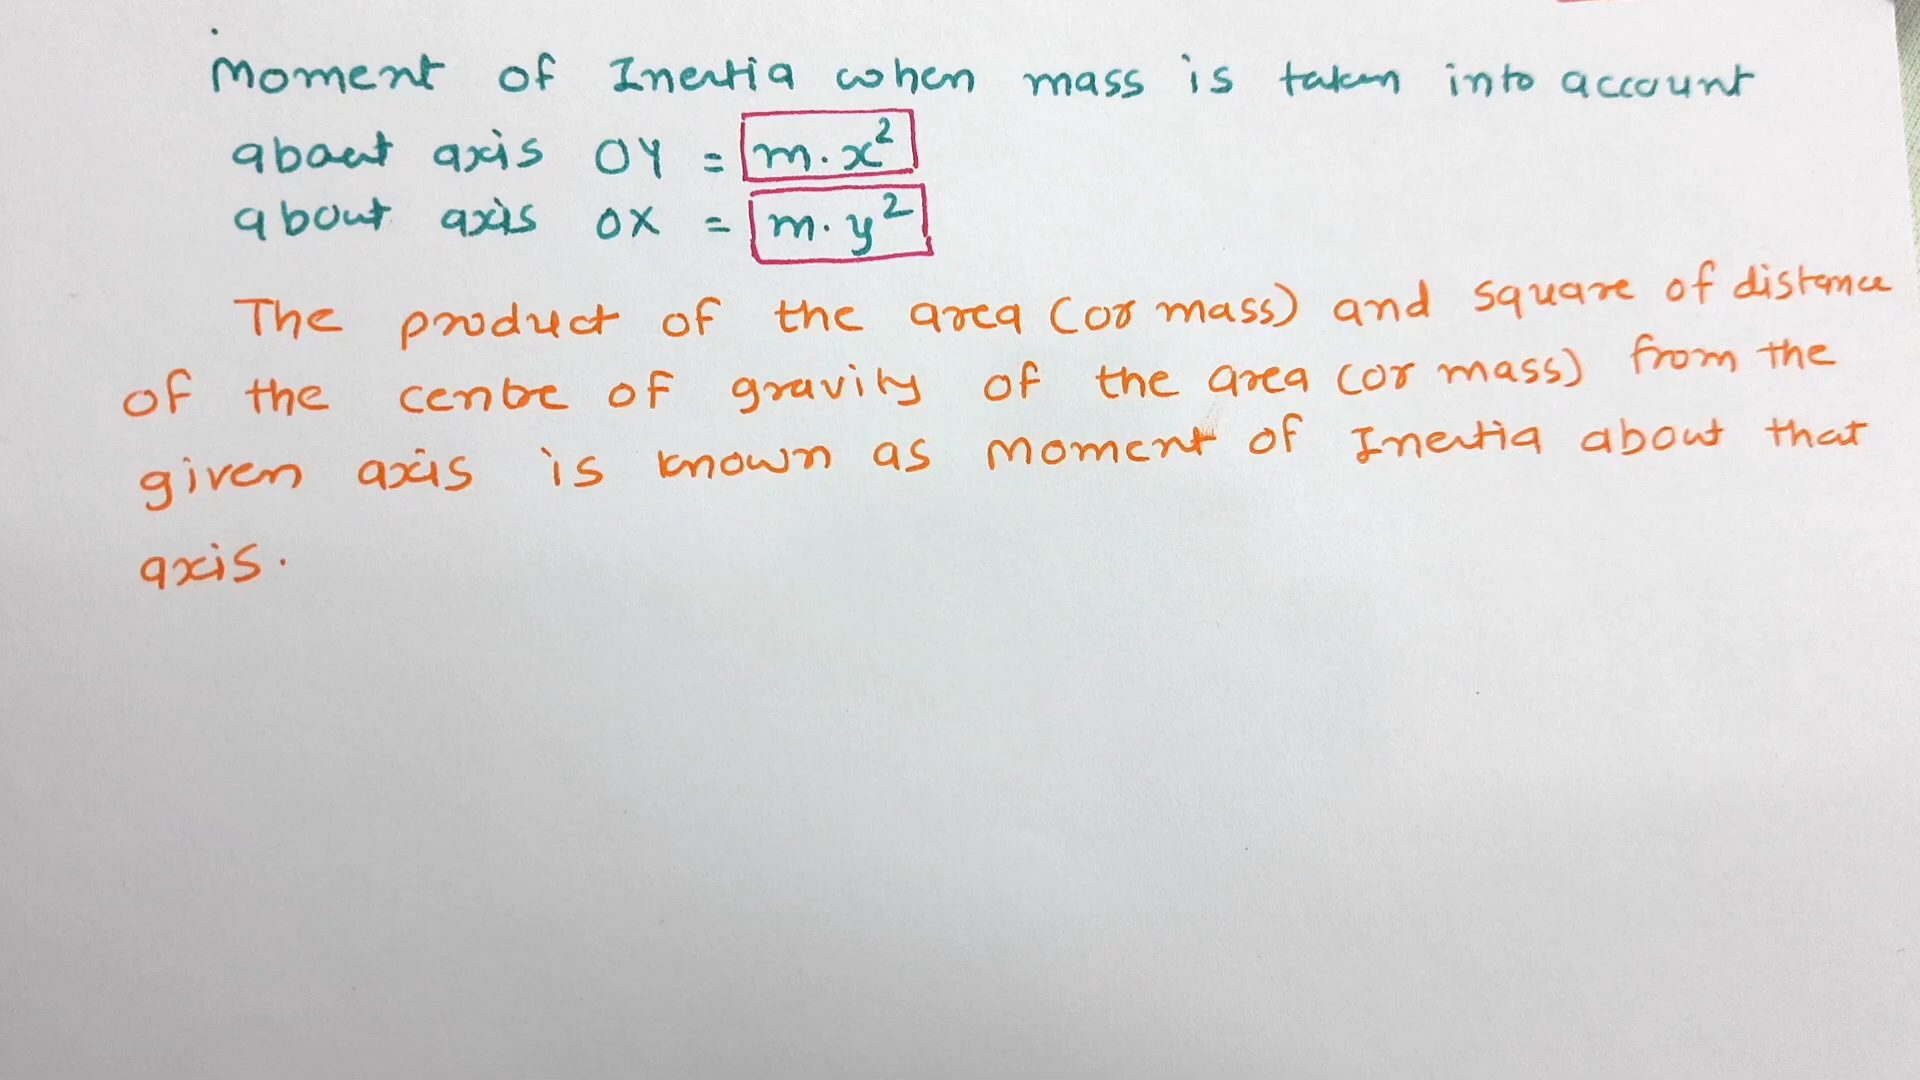 Moment of Inertia when mass is taken into account
about axis OY = m.x²
about axis OX = m.y²
The product of the area (or mass) and square of distance
of the centre of gravity of the area (or mass) from the
given axis is known as Moment of Inertia about that
axis.